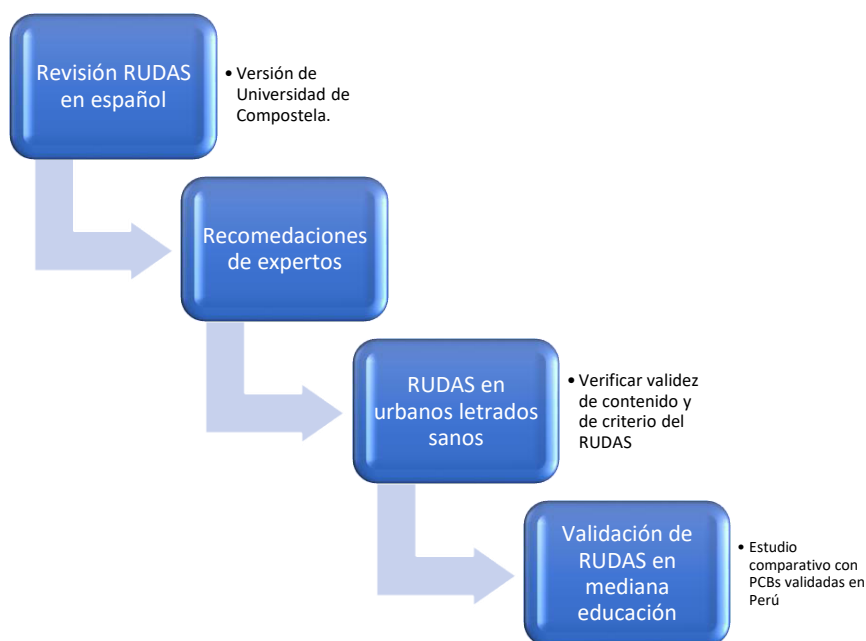 Revisión RUDAS
en español
• Versión de
Universidad de
Compostela.
Recomedaciones
de expertos
RUDAS en
urbanos letrados
sanos
• Verificar validez
de contenido y
de criterio del
RUDAS
Validación de
RUDAS en
mediana
educación
• Estudio
comparativo con
PCBs validadas en
Perú